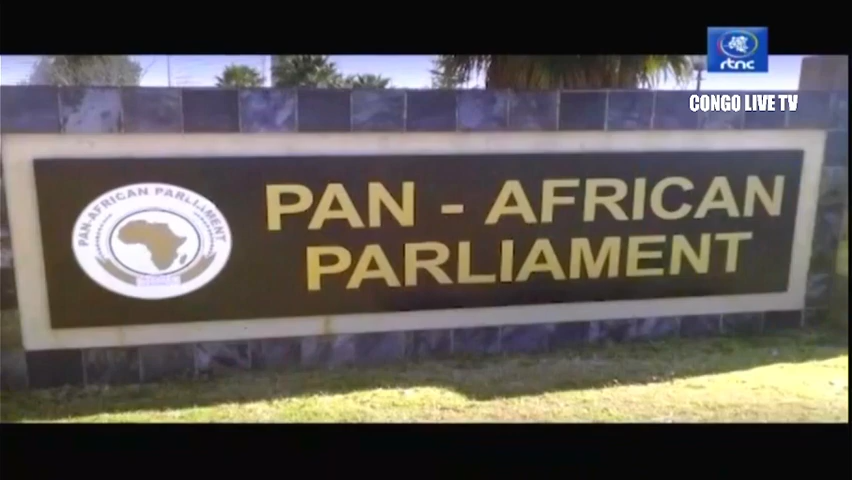 rtnc
CONGO LIVE TV
PAN-AFRICAN PARLIAMENT
PAN - AFRICAN
PARLIAMENT